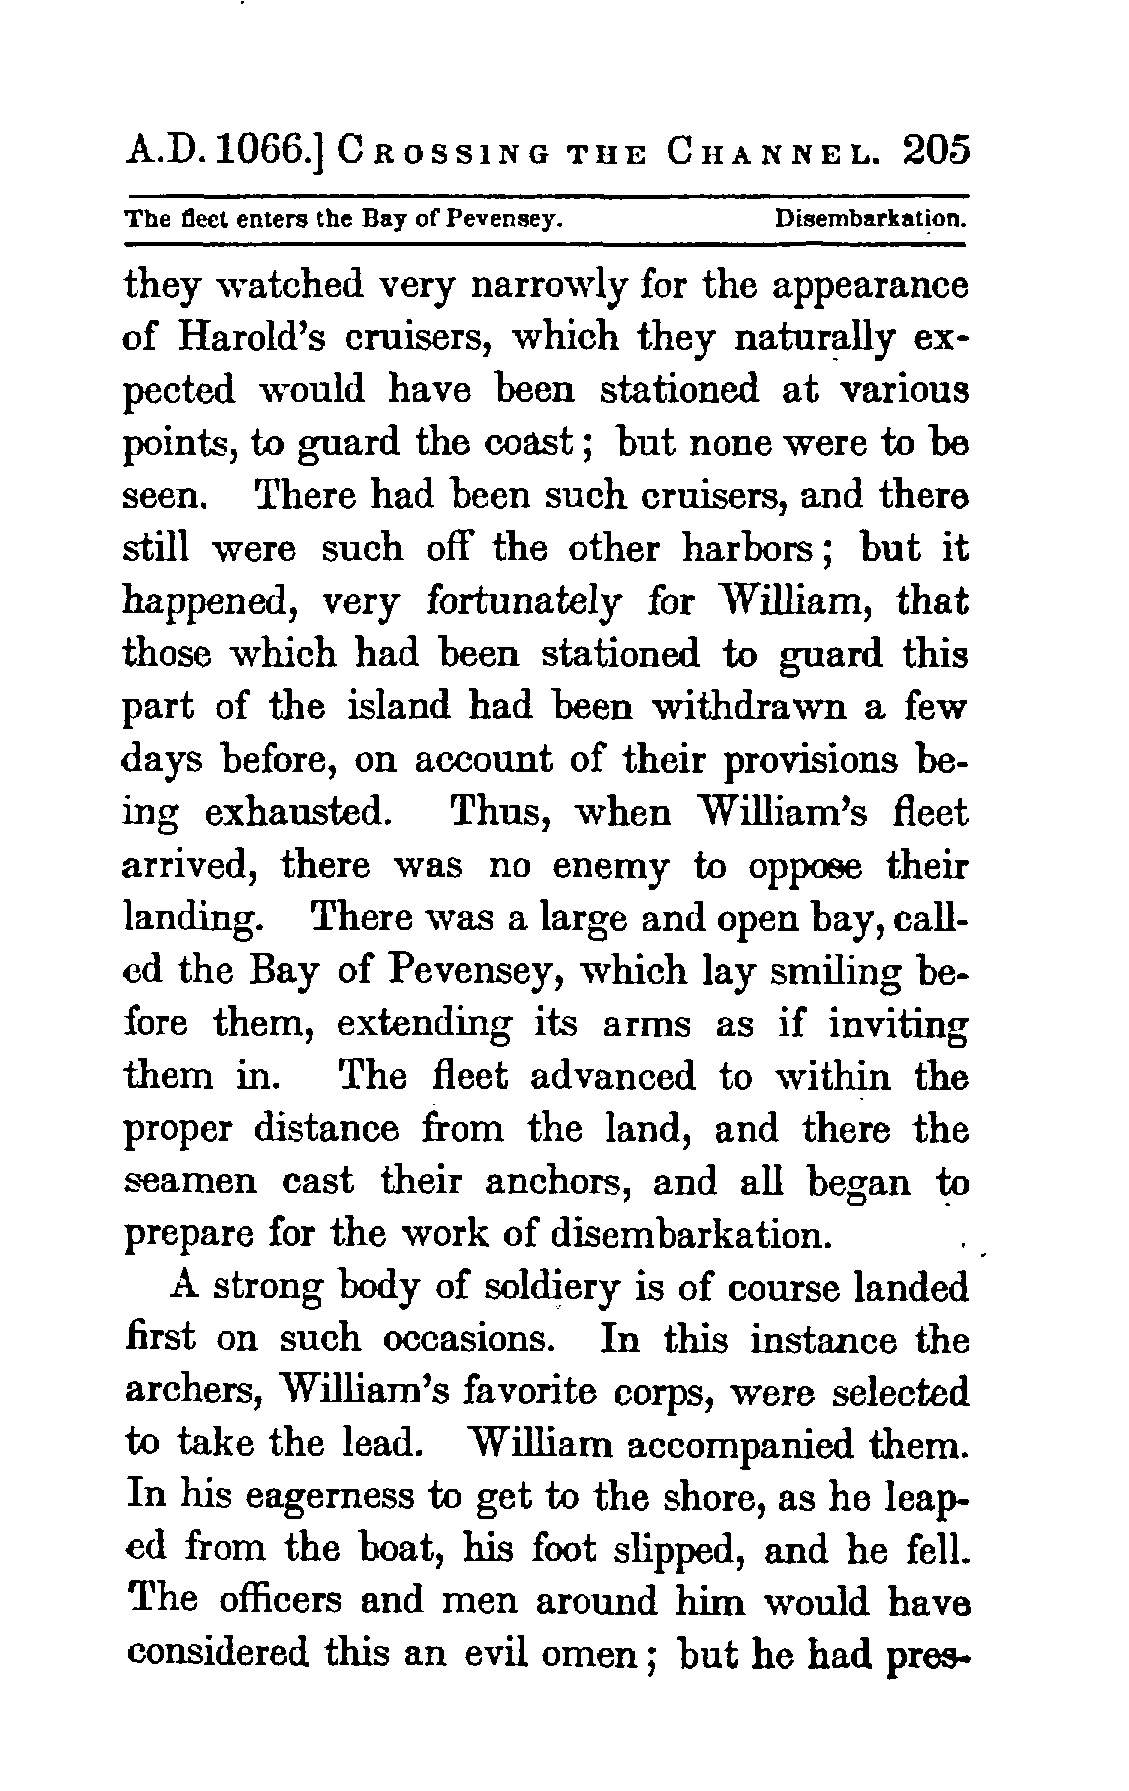 A.D. 1066.] CROSSING THE CHANNEL. 205
The fleet enters the Bay of Pevensey. Disembarkation.
they watched very narrowly for the appearance
of Harold's cruisers, which they naturally ex-
pected would have been stationed at various
points, to guard the coast; but none were to be
seen. There had been such cruisers, and there
still were such off the other harbors; but it
happened, very fortunately for William, that
those which had been stationed to guard this
part of the island had been withdrawn a few
days before, on account of their provisions be-
ing exhausted. Thus, when William's fleet
arrived, there was no enemy to oppose their
landing. There was a large and open bay, call-
ed the Bay of Pevensey, which lay smiling be-
fore them, extending its arms as if inviting
them in. The fleet advanced to within the
proper distance from the land, and there the
seamen cast their anchors, and all began to
prepare for the work of disembarkation.
A strong body of soldiery is of course landed
first on such occasions. In this instance the
archers, William's favorite corps, were selected
to take the lead. William accompanied them.
In his eagerness to get to the shore, as he leap-
ed from the boat, his foot slipped, and he fell.
The officers and men around him would have
considered this an evil omen; but he had pres-